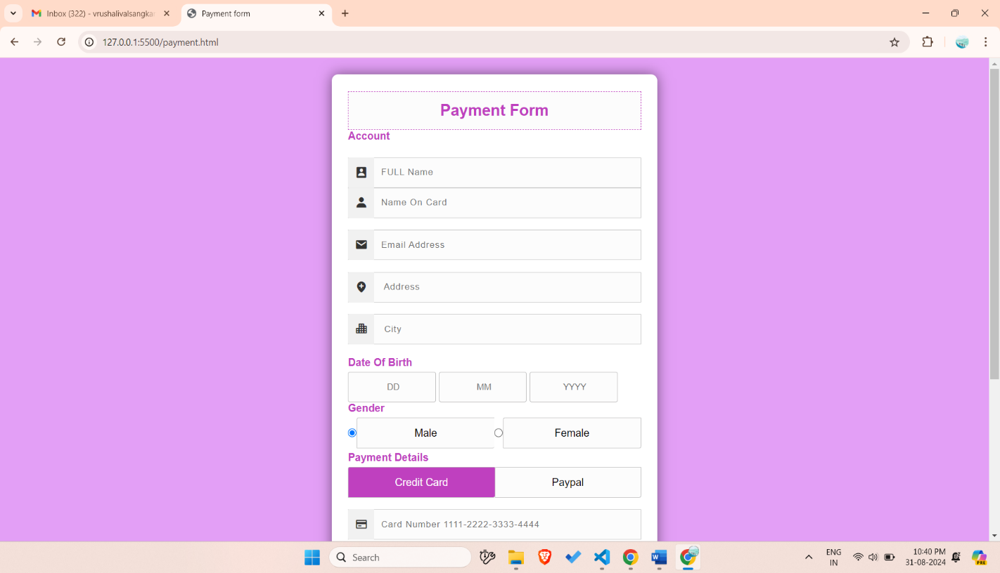 Inbox (322) - vrushalivalsangka
Payment form
127.0.0.1:5500/payment.html
Payment Form
Account
FULL Name
Name On Card
Email Address
Address
City
Date Of Birth
DD MM YYYY
Gender
Male Female
Payment Details
Credit Card Paypal
Card Number 1111-2222-3333-4444
Search
ENG
IN
10:40 PM
31-08-2024
PRE